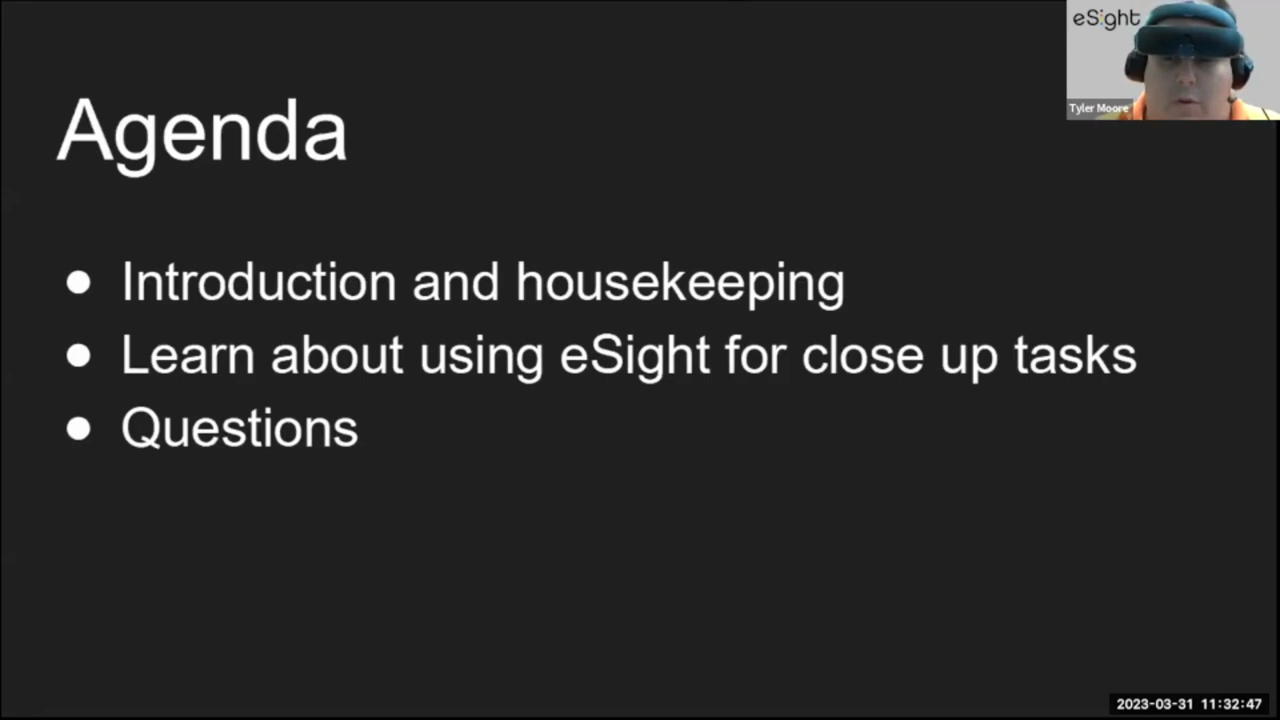 eSight
Tyler Moore
Agenda
● Introduction and housekeeping
● Learn about using eSight for close up tasks
● Questions
2023-03-31 11:32:47